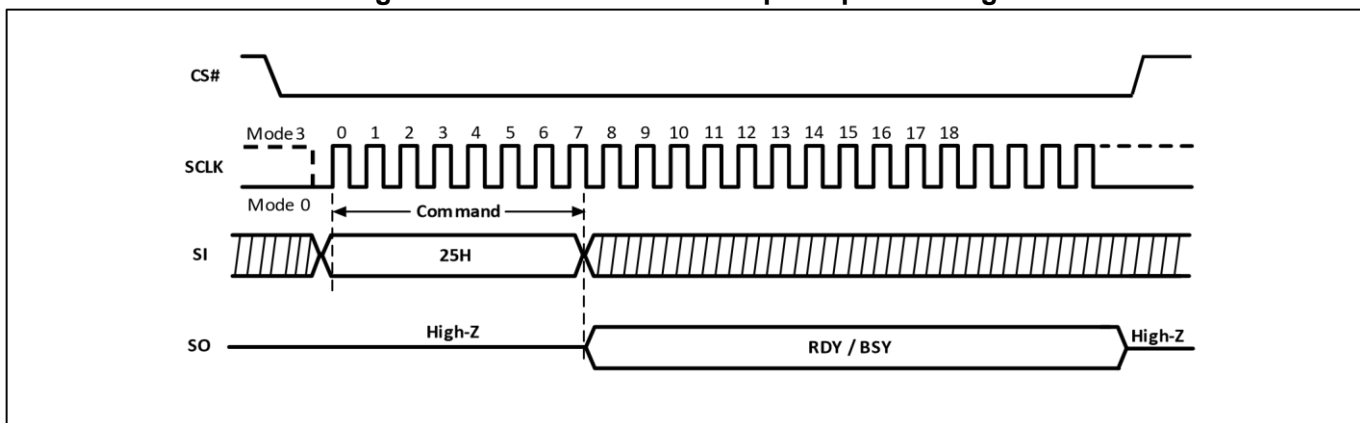 CS#
Mode 3 0 1 2 3 4 5 6 7 8 9 10 11 12 13 14 15 16 17 18
SCLK
Mode 0
Command
SI 25H
High-Z
SO RDY / BSY High-Z